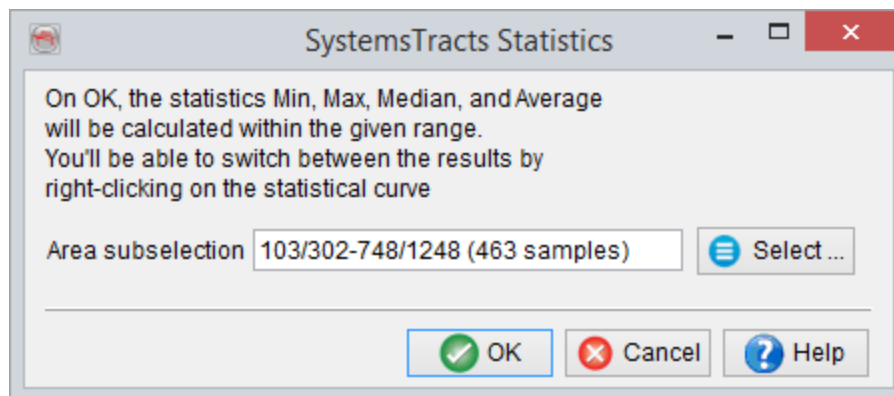 SystemsTracts Statistics
On OK, the statistics Min, Max, Median, and Average
will be calculated within the given range.
You'll be able to switch between the results by
right-clicking on the statistical curve
Area subselection 103/302-748/1248 (463 samples) Select ...
OK Cancel Help